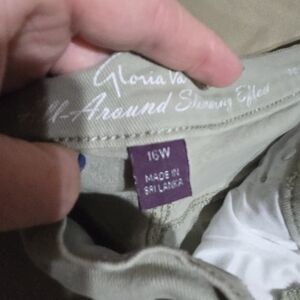 Gloria Va
All-Around Slimming Effect
16W
MADE IN
SRI LANKA